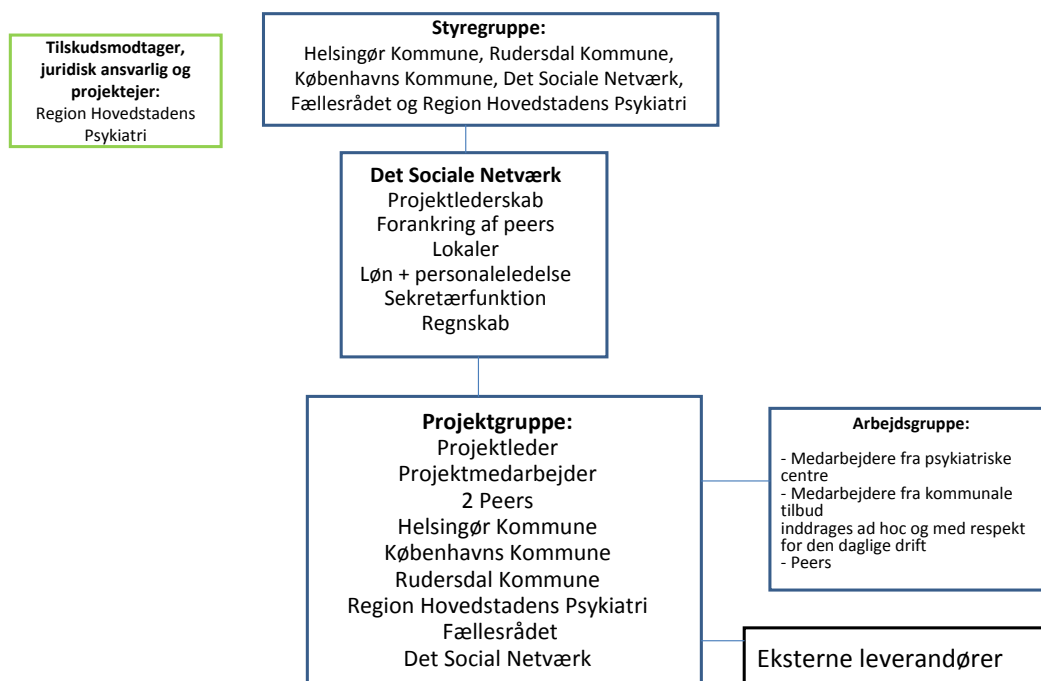 Tilskudsmodtager,
juridisk ansvarlig og
projektejer:
Region Hovedstadens
Psykiatri
Styregruppe:
Helsingør Kommune, Rudersdal Kommune,
Københavns Kommune, Det Sociale Netværk,
Fællesrådet og Region Hovedstadens Psykiatri
Det Sociale Netværk
Projektlederskab
Forankring af peers
Lokaler
Løn + personaleledelse
Sekretærfunktion
Regnskab
Projektgruppe:
Projektleder
Projektmedarbejder
2 Peers
Helsingør Kommune
Københavns Kommune
Rudersdal Kommune
Region Hovedstadens Psykiatri
Fællesrådet
Det Social Netværk
Arbejdsgruppe:
- Medarbejdere fra psykiatriske
centre
- Medarbejdere fra kommunale
tilbud
inddrages ad hoc og med respekt
for den daglige drift
- Peers
Eksterne leverandører